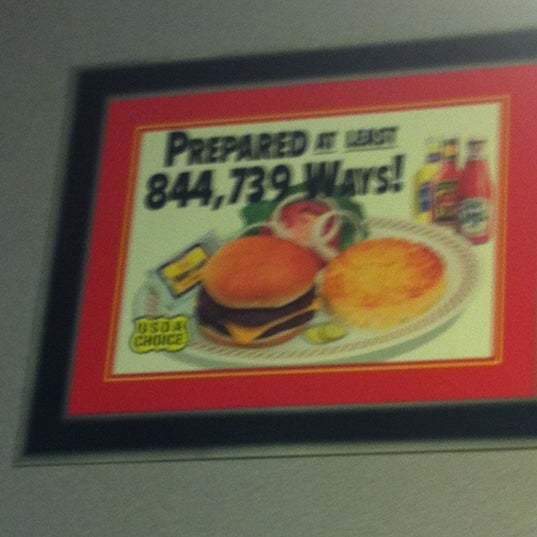 PREPARED AT LEAST
844,739 WAYS!
USDA
CHOICE